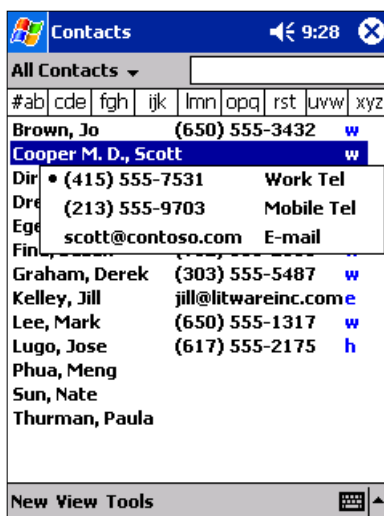 Contacts 9:28
All Contacts
#ab cde fgh ijk lmn opq rst uvw xyz
Brown, Jo (650) 555-3432 w
Cooper M. D., Scott w
Dir
• (415) 555-7531 Work Tel
Dre
(213) 555-9703 Mobile Tel
Ege
scott@contoso.com E-mail
Graham, Derek (303) 555-5487 w
Kelley, Jill jill@litwareinc.com e
Lee, Mark (650) 555-1317 w
Lugo, Jose (617) 555-2175 h
Phua, Meng
Sun, Nate
Thurman, Paula
New View Tools